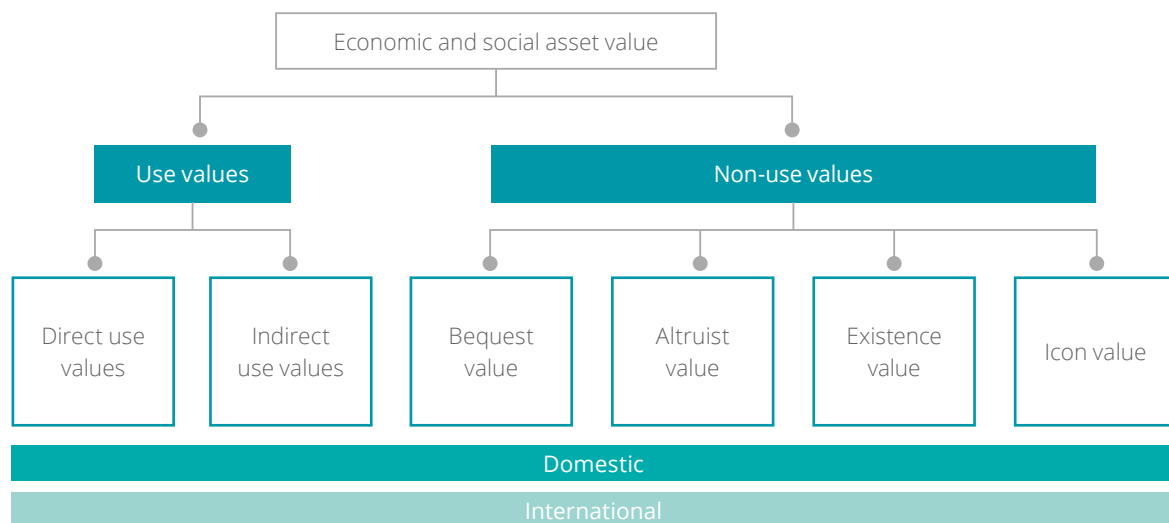 Economic and social asset value
Use values
Non-use values
Direct use
values
Indirect
use values
Bequest
value
Altruist
value
Existence
value
Icon value
Domestic
International